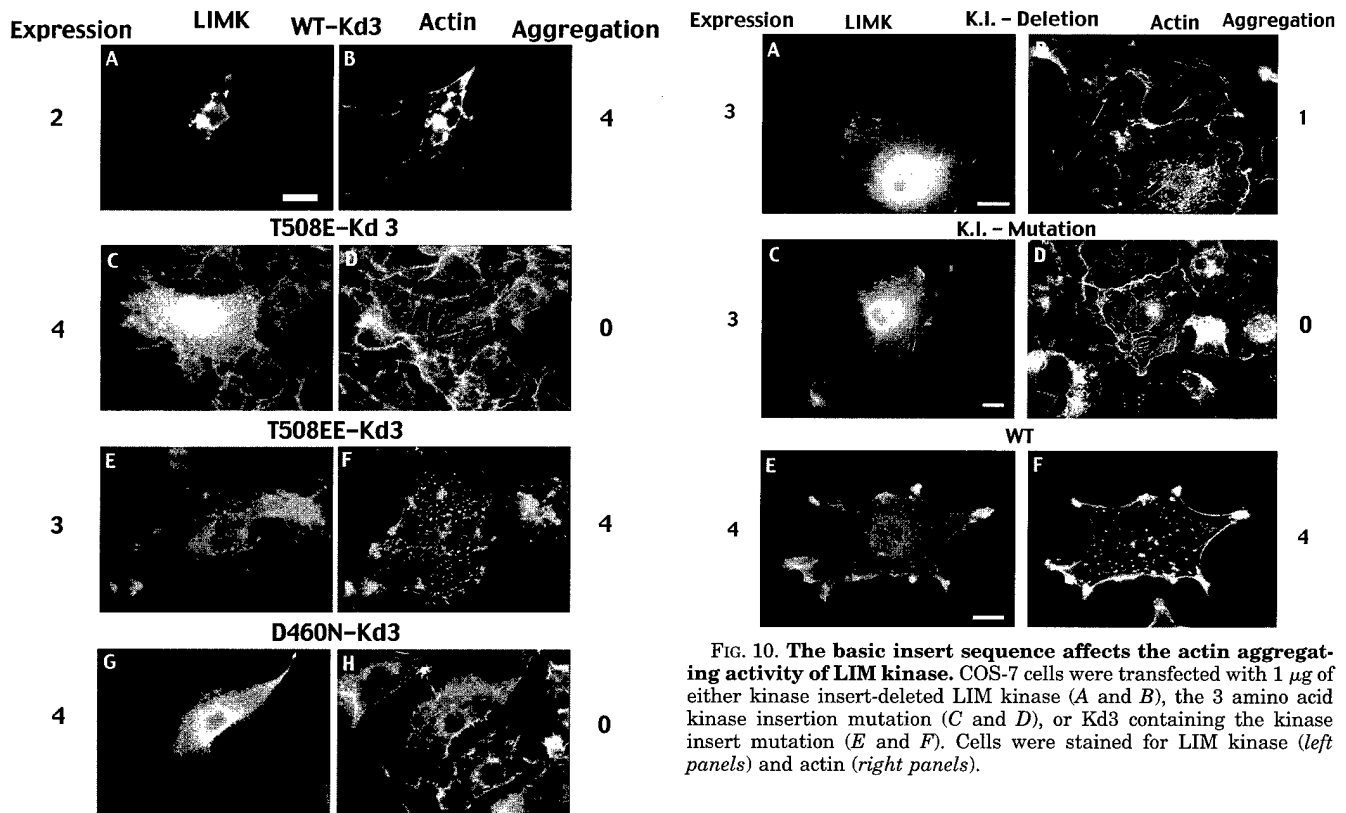 Expression LIMK WT-Kd3 Actin Aggregation
A B
2 4
T508E-Kd 3
C D
4 0
T508EE-Kd3
E F
3 4
D460N-Kd3
G H
4 0
Expression LIMK K.I. - Deletion Actin Aggregation
A B
3 1
K.I. - Mutation
C D
3 0
WT
E F
4 4
FIG. 10. The basic insert sequence affects the actin aggregat-
ing activity of LIM kinase. COS-7 cells were transfected with 1 μg of
either kinase insert-deleted LIM kinase (A and B), the 3 amino acid
kinase insertion mutation (C and D), or Kd3 containing the kinase
insert mutation (E and F). Cells were stained for LIM kinase (left
panels) and actin (right panels).